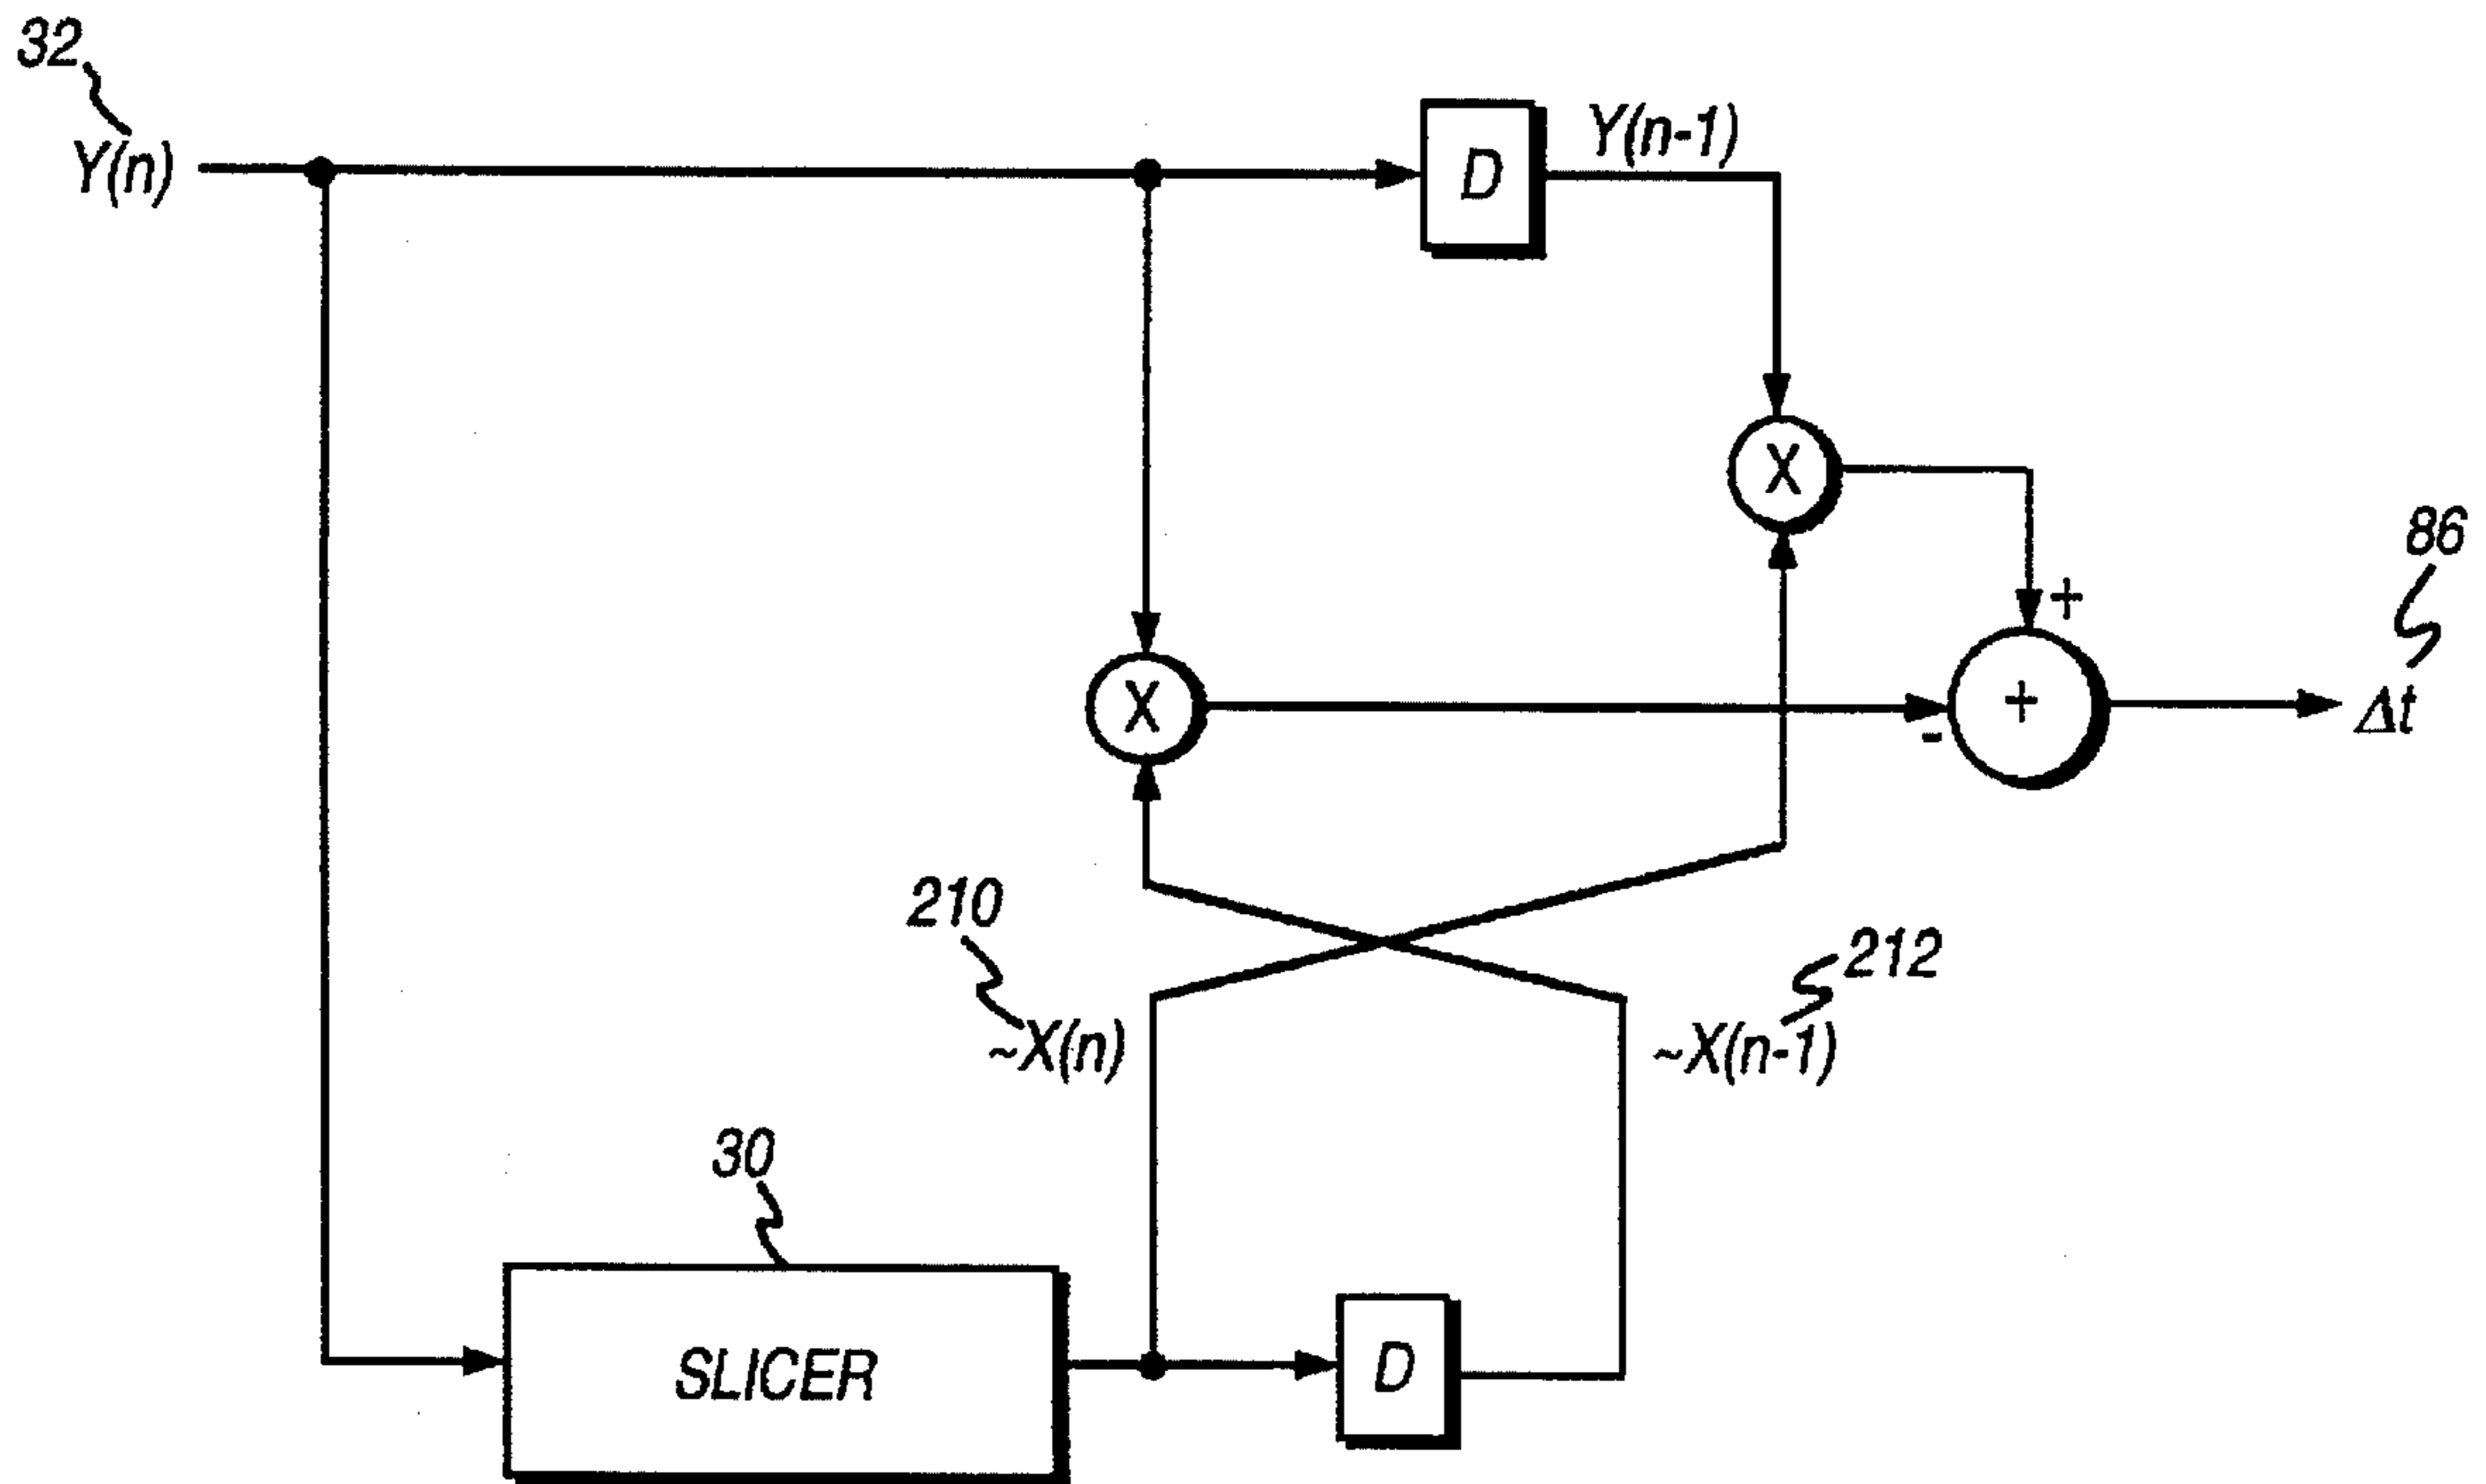 32
Y(n)
D
Y(n-1)
X
+
86
X
-
+
Δt
210
~X(n)
212
~X(n-1)
30
SLICER
D